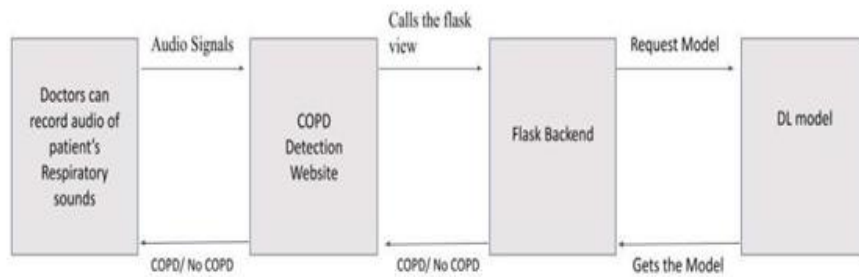 Calls the flask
view
Audio Signals
Request Model
Doctors can
record audio of
patient's
Respiratory
sounds
COPD
Detection
Website
Flask Backend
DL model
COPD/ No COPD
COPD/ No COPD
Gets the Model